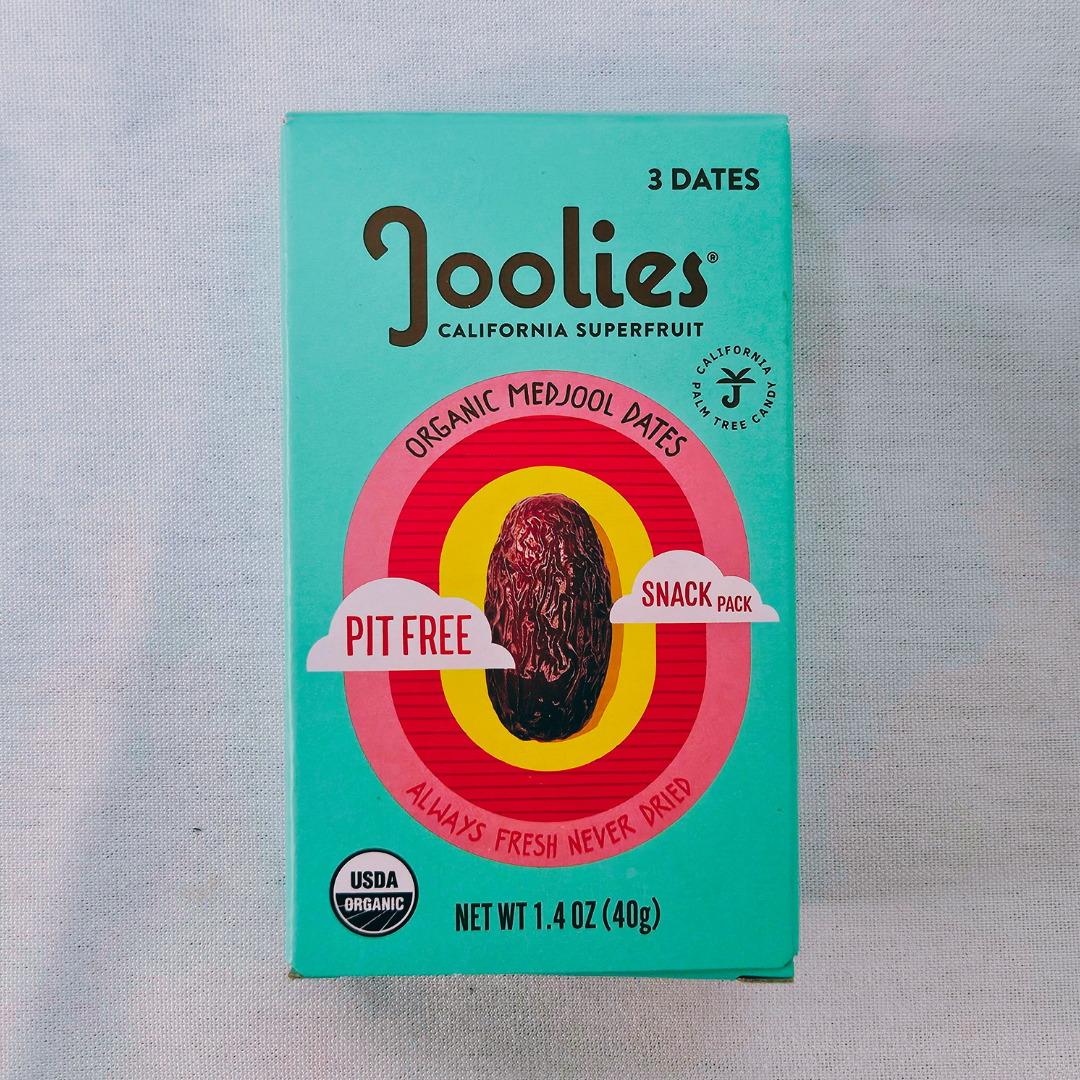 3 DATES
Joolies®
CALIFORNIA SUPERFRUIT
CALIFORNIA
PALM TREE CANDY
J
ORGANIC MEDJOOL DATES
SNACK PACK
PIT FREE
ALWAYS FRESH NEVER DRIED
USDA
ORGANIC
NET WT 1.4 OZ (40g)